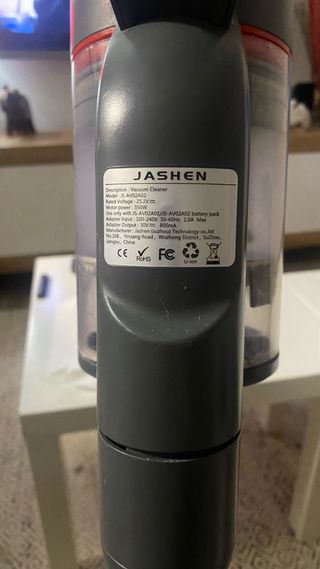 JASHEN
Description : Vacuum Cleaner
Model: JS-AV02A02
Rated Voltage : 25.2V
Motor power : 350W
Use only with JS-AV02A01/JS-AV02A02 battery pack
Adapter Input : 100-240V 50-60Hz 1.0A Max
Adapter Output : 30V 800mA
Manufacturer: Jashen (suzhou) Technology co.,ltd
No.168, Yinzang Road, Wuzhong District, SuZhou,
Jiangsu, China
CE RoHS FC Li-ion